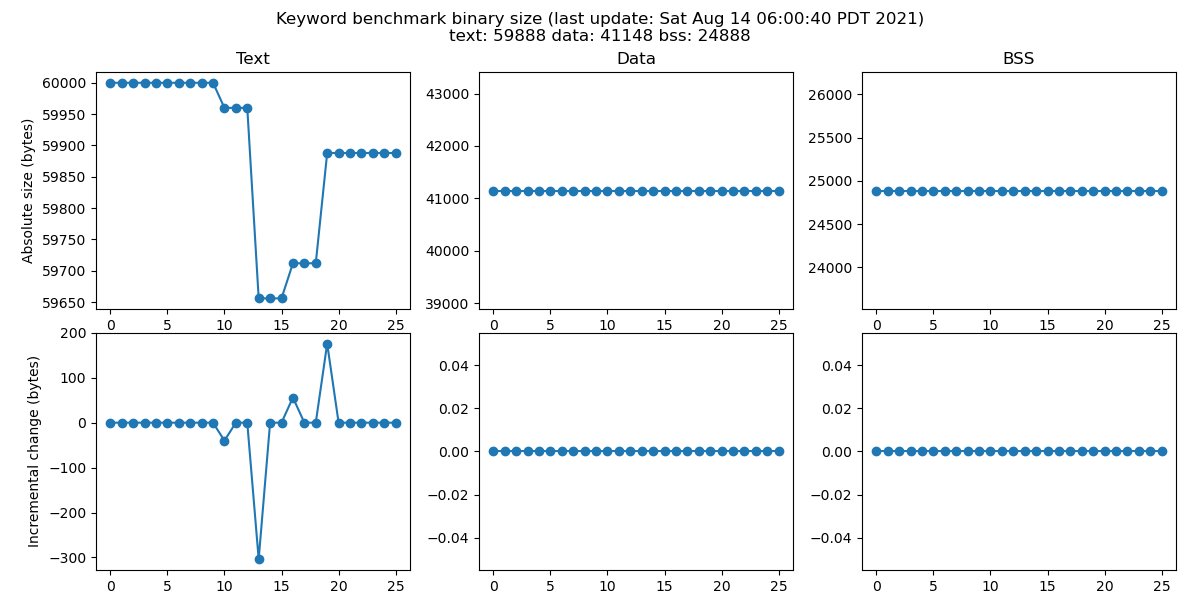 Keyword benchmark binary size (last update: Sat Aug 14 06:00:40 PDT 2021)
text: 59888 data: 41148 bss: 24888
Text
Data
BSS
Absolute size (bytes)
60000
59950
59900
59850
59800
59750
59700
59650
0 5 10 15 20 25
43000
42000
41000
40000
39000
0 5 10 15 20 25
26000
25500
25000
24500
24000
0 5 10 15 20 25
Incremental change (bytes)
200
100
0
−100
−200
−300
0 5 10 15 20 25
0.04
0.02
0.00
−0.02
−0.04
0 5 10 15 20 25
0.04
0.02
0.00
−0.02
−0.04
0 5 10 15 20 25